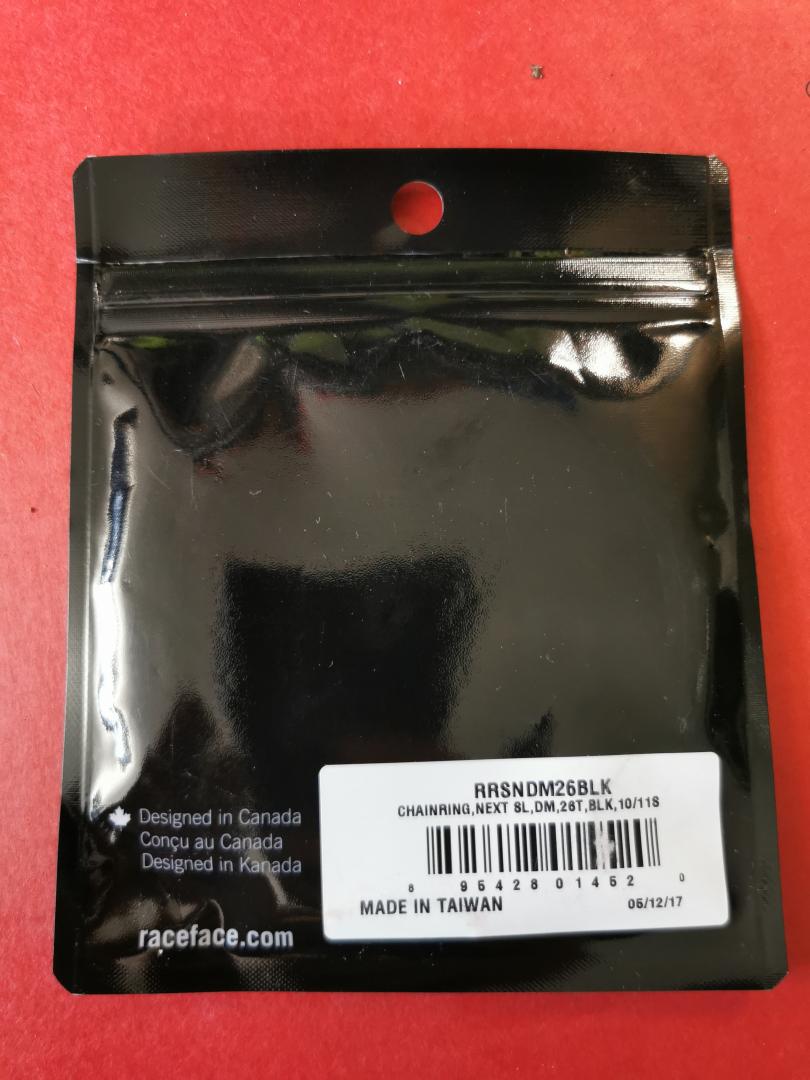 Designed in Canada
Conçu au Canada
Designed in Kanada
raceface.com
RRSNDM26BLK
CHAINRING,NEXT SL,DM,26T,BLK,10/11S
8 95428 01452 0
MADE IN TAIWAN
05/12/17